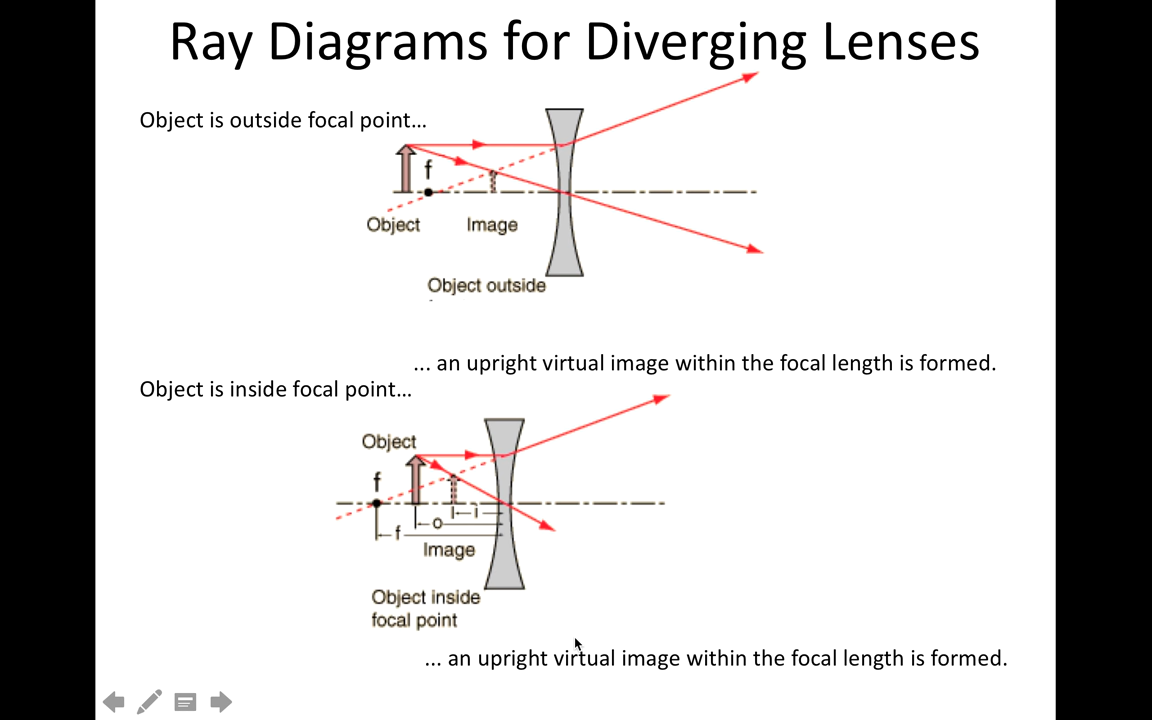 Ray Diagrams for Diverging Lenses
Object is outside focal point...
f
Object
Image
Object outside
... an upright virtual image within the focal length is formed.
Object is inside focal point...
Object
f
i
o
f
Image
Object inside
focal point
... an upright virtual image within the focal length is formed.